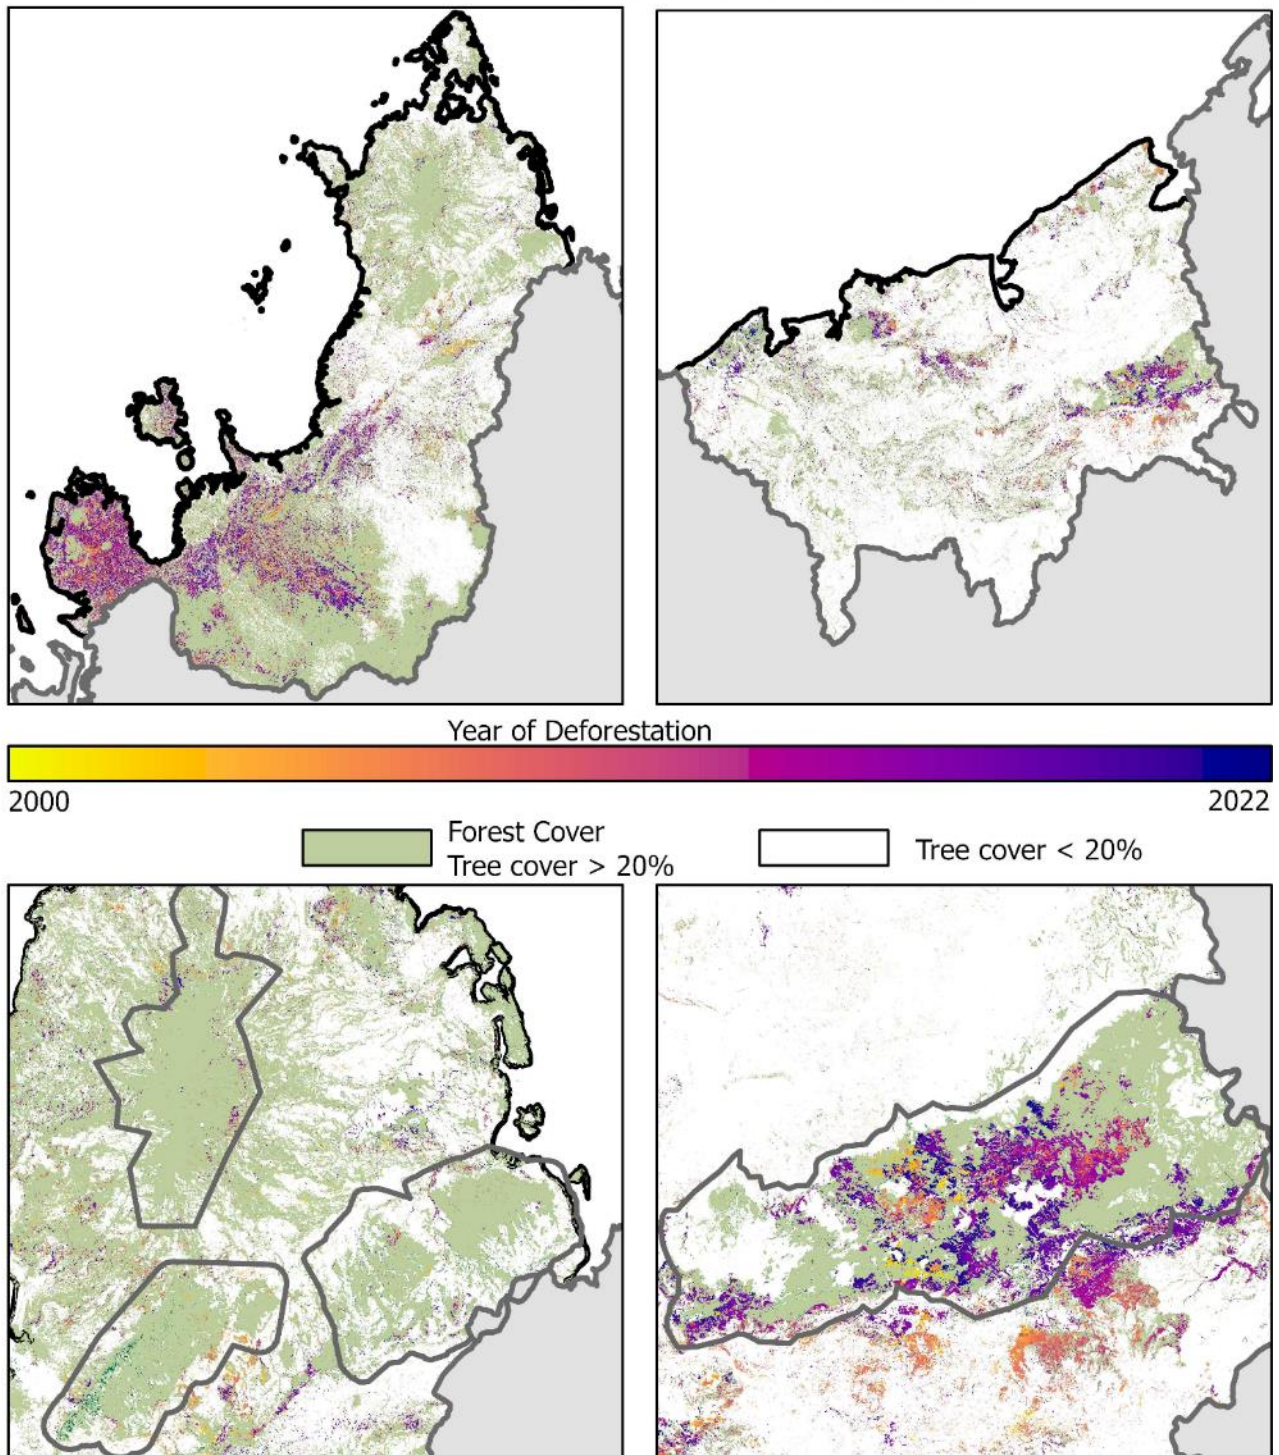 Year of Deforestation
2000
2022
Forest Cover
Tree cover > 20%
Tree cover < 20%